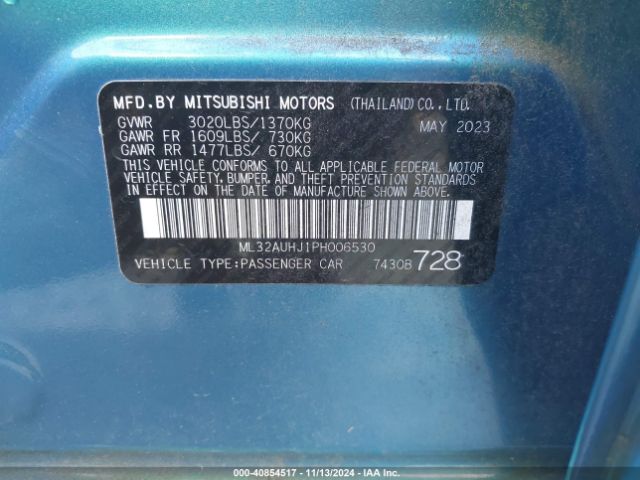 MFD.BY MITSUBISHI MOTORS (THAILAND) CO., LTD.
GVWR 3020LBS/1370KG MAY 2023
GAWR FR 1609LBS/ 730KG
GAWR RR 1477LBS/ 670KG
THIS VEHICLE CONFORMS TO ALL APPLICABLE FEDERAL MOTOR
VEHICLE SAFETY, BUMPER, AND THEFT PREVENTION STANDARDS
IN EFFECT ON THE DATE OF MANUFACTURE SHOWN ABOVE.
ML32AUHJ1PH006530
VEHICLE TYPE:PASSENGER CAR 7430B 728
000-40854517 - 11/13/2024 - IAA Inc.